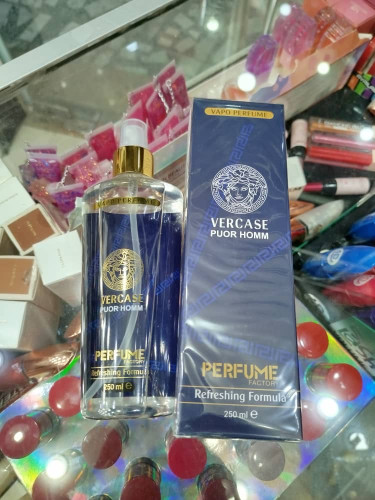 VAPO PERFUME
VERCASE
PUOR HOMM
PERFUME
FACTORY
Refreshing Formula
250 ml e
VERCASE
PUOR HOMM
PERFUME
FACTORY
Refreshing Formula
250 ml e